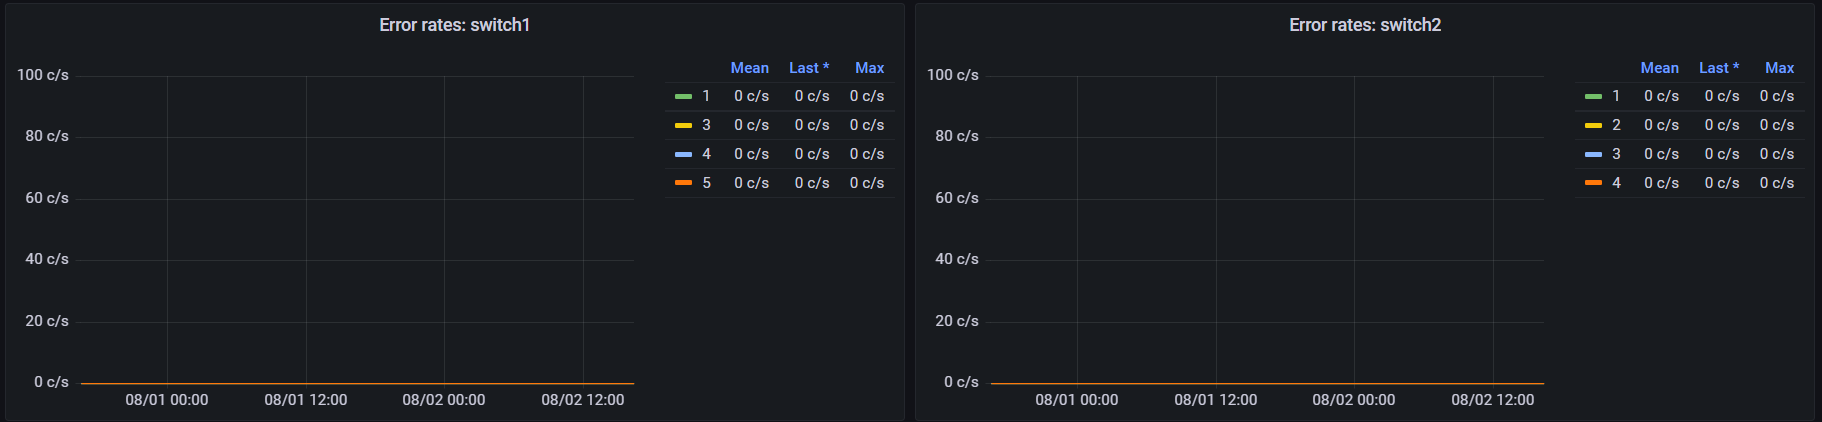 Error rates: switch1
Mean Last * Max
100 c/s
1 0 c/s 0 c/s 0 c/s
3 0 c/s 0 c/s 0 c/s
80 c/s
4 0 c/s 0 c/s 0 c/s
5 0 c/s 0 c/s 0 c/s
60 c/s
40 c/s
20 c/s
0 c/s
08/01 00:00 08/01 12:00 08/02 00:00 08/02 12:00
Error rates: switch2
Mean Last * Max
100 c/s
1 0 c/s 0 c/s 0 c/s
2 0 c/s 0 c/s 0 c/s
80 c/s
3 0 c/s 0 c/s 0 c/s
4 0 c/s 0 c/s 0 c/s
60 c/s
40 c/s
20 c/s
0 c/s
08/01 00:00 08/01 12:00 08/02 00:00 08/02 12:00